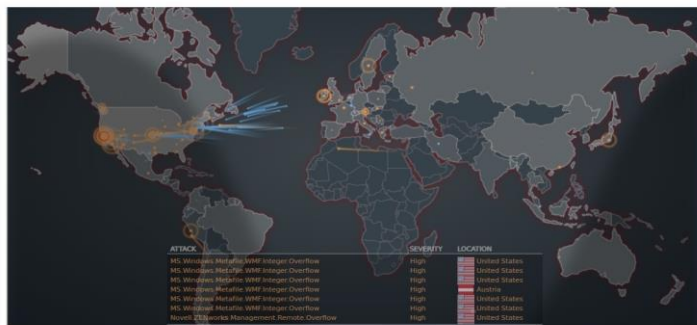 ATTACK SEVERITY LOCATION
MS.Windows.Metafile.WMF.Integer.Overflow High United States
MS.Windows.Metafile.WMF.Integer.Overflow High United States
MS.Windows.Metafile.WMF.Integer.Overflow High United States
MS.Windows.Metafile.WMF.Integer.Overflow High Austria
MS.Windows.Metafile.WMF.Integer.Overflow High United States
MS.Windows.Metafile.WMF.Integer.Overflow High United States
Novell.ZENworks.Management.Remote.Overflow High United States